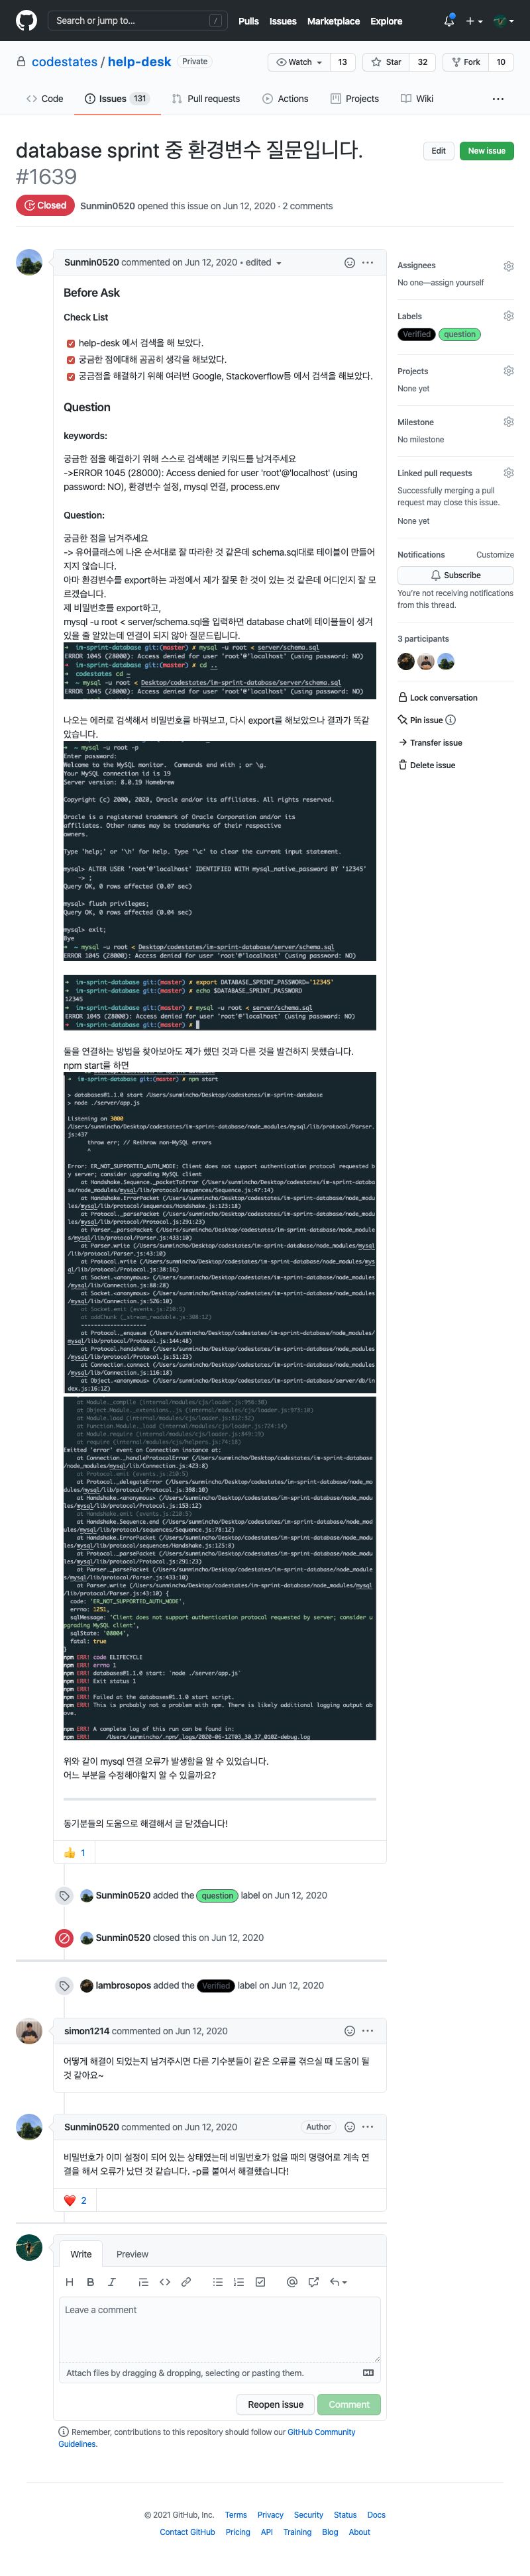 Search or jump to... /
Pulls Issues Marketplace Explore
codestates / help-desk Private
Watch 13 Star 32 Fork 10
Code Issues 131 Pull requests Actions Projects Wiki
database sprint 중 환경변수 질문입니다.
#1639
Edit New issue
Closed Sunmin0520 opened this issue on Jun 12, 2020 · 2 comments
Sunmin0520 commented on Jun 12, 2020 • edited
Before Ask
Check List
help-desk 에서 검색을 해 보았다.
궁금한 점에대해 곰곰히 생각을 해보았다.
궁금점을 해결하기 위해 여러번 Google, Stackoverflow등 에서 검색을 해보았다.
Question
keywords:
궁금한 점을 해결하기 위해 스스로 검색해본 키워드를 남겨주세요
->ERROR 1045 (28000): Access denied for user 'root'@'localhost' (using
password: NO), 환경변수 설정, mysql 연결, process.env
Question:
궁금한 점을 남겨주세요
-> 유어클래스에 나온 순서대로 잘 따라한 것 같은데 schema.sql대로 테이블이 만들어
지지 않습니다.
아마 환경변수를 export하는 과정에서 제가 잘못 한 것이 있는 것 같은데 어디인지 잘 모
르겠습니다.
제 비밀번호를 export하고,
mysql -u root < server/schema.sql을 입력하면 database chat에 테이블들이 생겨
있을 줄 알았는데 연결이 되지 않아 질문드립니다.
➜ im-sprint-database git:(master) ✗ mysql -u root < server/schema.sql
ERROR 1045 (28000): Access denied for user 'root'@'localhost' (using password: NO)
➜ im-sprint-database git:(master) ✗ cd ..
➜ codestates cd ~
➜ ~ mysql -u root < Desktop/codestates/im-sprint-database/server/schema.sql
ERROR 1045 (28000): Access denied for user 'root'@'localhost' (using password: NO)
나오는 에러로 검색해서 비밀번호를 바꿔보고, 다시 export를 해보았으나 결과가 똑같
았습니다.
➜ ~ mysql -u root -p
Enter password:
Welcome to the MySQL monitor. Commands end with ; or \g.
Your MySQL connection id is 19
Server version: 8.0.19 Homebrew
Copyright (c) 2000, 2020, Oracle and/or its affiliates. All rights reserved.
Oracle is a registered trademark of Oracle Corporation and/or its
affiliates. Other names may be trademarks of their respective
owners.
Type 'help;' or '\h' for help. Type '\c' to clear the current input statement.
mysql> ALTER USER 'root'@'localhost' IDENTIFIED WITH mysql_native_password BY '12345'
-> ;
Query OK, 0 rows affected (0.07 sec)
mysql> flush privileges;
Query OK, 0 rows affected (0.04 sec)
mysql> exit;
Bye
➜ ~ mysql -u root < Desktop/codestates/im-sprint-database/server/schema.sql
ERROR 1045 (28000): Access denied for user 'root'@'localhost' (using password: NO)
➜ im-sprint-database git:(master) ✗ export DATABASE_SPRINT_PASSWORD='12345'
➜ im-sprint-database git:(master) ✗ echo $DATABASE_SPRINT_PASSWORD
12345
➜ im-sprint-database git:(master) ✗ mysql -u root < server/schema.sql
ERROR 1045 (28000): Access denied for user 'root'@'localhost' (using password: NO)
➜ im-sprint-database git:(master) ✗
둘을 연결하는 방법을 찾아보아도 제가 했던 것과 다른 것을 발견하지 못했습니다.
npm start를 하면
➜ im-sprint-database git:(master) ✗ npm start
> databases@1.1.0 start /Users/sunmincho/Desktop/codestates/im-sprint-database
> node ./server/app.js
Listening on 3000
/Users/sunmincho/Desktop/codestates/im-sprint-database/node_modules/mysql/lib/protocol/Parser.
js:437
throw err; // Rethrow non-MySQL errors
^
Error: ER_NOT_SUPPORTED_AUTH_MODE: Client does not support authentication protocol requested b
y server; consider upgrading MySQL client
code: 'ER_NOT_SUPPORTED_AUTH_MODE',
errno: 1251,
sqlMessage: 'Client does not support authentication protocol requested by server; consider u
pgrading MySQL client',
sqlState: '08004',
fatal: true
}
npm ERR! code ELIFECYCLE
npm ERR! errno 1
npm ERR! databases@1.1.0 start: `node ./server/app.js`
npm ERR! Exit status 1
npm ERR!
npm ERR! Failed at the databases@1.1.0 start script.
npm ERR! This is probably not a problem with npm. There is likely additional logging output ab
ove.
npm ERR! A complete log of this run can be found in:
npm ERR! /Users/sunmincho/.npm/_logs/2020-06-12T03_30_37_010Z-debug.log
위와 같이 mysql 연결 오류가 발생함을 알 수 있었습니다.
어느 부분을 수정해야할지 알 수 있을까요?
동기분들의 도움으로 해결해서 글 닫겠습니다!
👍 1
Sunmin0520 added the question label on Jun 12, 2020
Sunmin0520 closed this on Jun 12, 2020
lambrosopos added the Verified label on Jun 12, 2020
simon1214 commented on Jun 12, 2020
어떻게 해결이 되었는지 남겨주시면 다른 기수분들이 같은 오류를 겪으실 때 도움이 될
것 같아요~
Sunmin0520 commented on Jun 12, 2020 Author
비밀번호가 이미 설정이 되어 있는 상태였는데 비밀번호가 없을 때의 명령어로 계속 연
결을 해서 오류가 났던 것 같습니다. -p를 붙여서 해결했습니다!
❤️ 2
Write Preview
Leave a comment
Attach files by dragging & dropping, selecting or pasting them.
Reopen issue Comment
Remember, contributions to this repository should follow our GitHub Community
Guidelines.
Assignees
No one—assign yourself
Labels
Verified question
Projects
None yet
Milestone
No milestone
Linked pull requests
Successfully merging a pull
request may close this issue.
None yet
Notifications Customize
Subscribe
You're not receiving notifications
from this thread.
3 participants
Lock conversation
Pin issue
Transfer issue
Delete issue
© 2021 GitHub, Inc. Terms Privacy Security Status Docs
Contact GitHub Pricing API Training Blog About